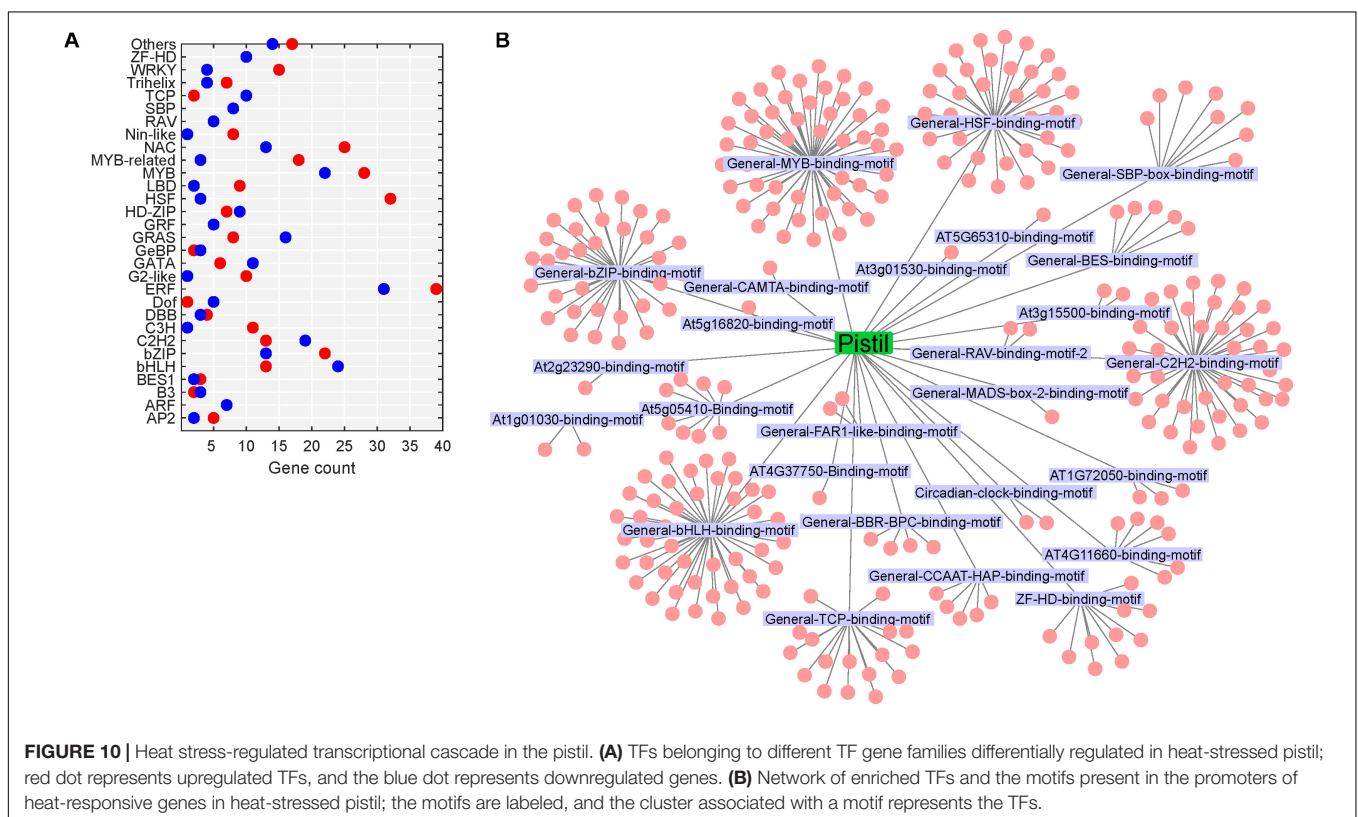 A
Others
ZF-HD
WRKY
Trihelix
TCP
SBP
RAV
Nin-like
NAC
MYB-related
MYB
LBD
HSF
HD-ZIP
GRF
GRAS
GeBP
GATA
G2-like
ERF
Dof
DBB
C3H
C2H2
bZIP
bHLH
BES1
B3
ARF
AP2
5 10 15 20 25 30 35 40
Gene count
B
General-HSF-binding-motif
General-MYB-binding-motif
General-SBP-box-binding-motif
AT5G65310-binding-motif
General-BES-binding-motif
At3g01530-binding-motif
General-bZIP-binding-motif
General-CAMTA-binding-motif
At3g15500-binding-motif
At5g16820-binding-motif
Pistil
General-RAV-binding-motif-2
General-C2H2-binding-motif
At2g23290-binding-motif
General-MADS-box-2-binding-motif
At5g05410-Binding-motif
At1g01030-binding-motif
General-FAR1-like-binding-motif
AT4G37750-Binding-motif
AT1G72050-binding-motif
Circadian-clock-binding-motif
General-BBR-BPC-binding-motif
General-bHLH-binding-motif
AT4G11660-binding-motif
General-CCAAT-HAP-binding-motif
ZF-HD-binding-motif
General-TCP-binding-motif
FIGURE 10 | Heat stress-regulated transcriptional cascade in the pistil. (A) TFs belonging to different TF gene families differentially regulated in heat-stressed pistil;
red dot represents upregulated TFs, and the blue dot represents downregulated genes. (B) Network of enriched TFs and the motifs present in the promoters of
heat-responsive genes in heat-stressed pistil; the motifs are labeled, and the cluster associated with a motif represents the TFs.